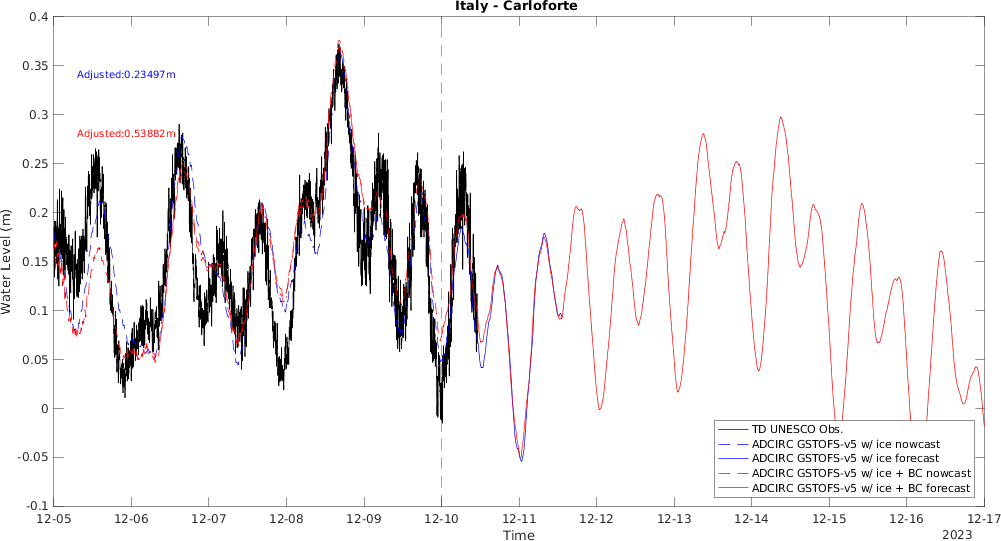 Italy - Carloforte
0.4
0.35
0.3
0.25
0.2
0.15
0.1
0.05
0
-0.05
-0.1
Water Level (m)
Adjusted:0.23497m
Adjusted:0.53882m
TD UNESCO Obs.
ADCIRC GSTOFS-v5 w/ ice nowcast
ADCIRC GSTOFS-v5 w/ ice forecast
ADCIRC GSTOFS-v5 w/ ice + BC nowcast
ADCIRC GSTOFS-v5 w/ ice + BC forecast
12-05 12-06 12-07 12-08 12-09 12-10 12-11 12-12 12-13 12-14 12-15 12-16 12-17
Time
2023